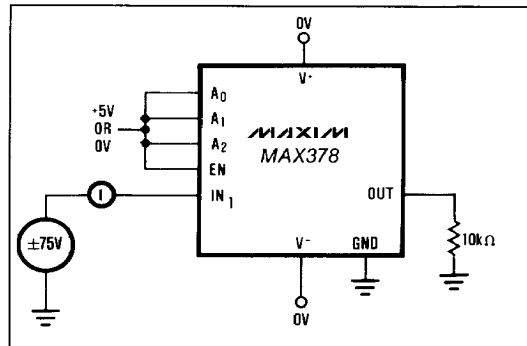 0V
V+
+5V
OR
0V
A0
A1
A2
EN
IN1
MAXIM
MAX378
OUT
I
±75V
10kΩ
V-
GND
0V